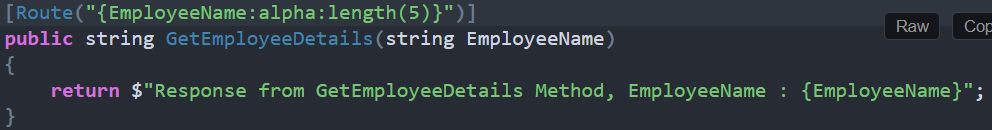 [Route("{EmployeeName:alpha:length(5)}")]
Raw
Cop
public string GetEmployeeDetails(string EmployeeName)
{
    return $"Response from GetEmployeeDetails Method, EmployeeName : {EmployeeName}";
}